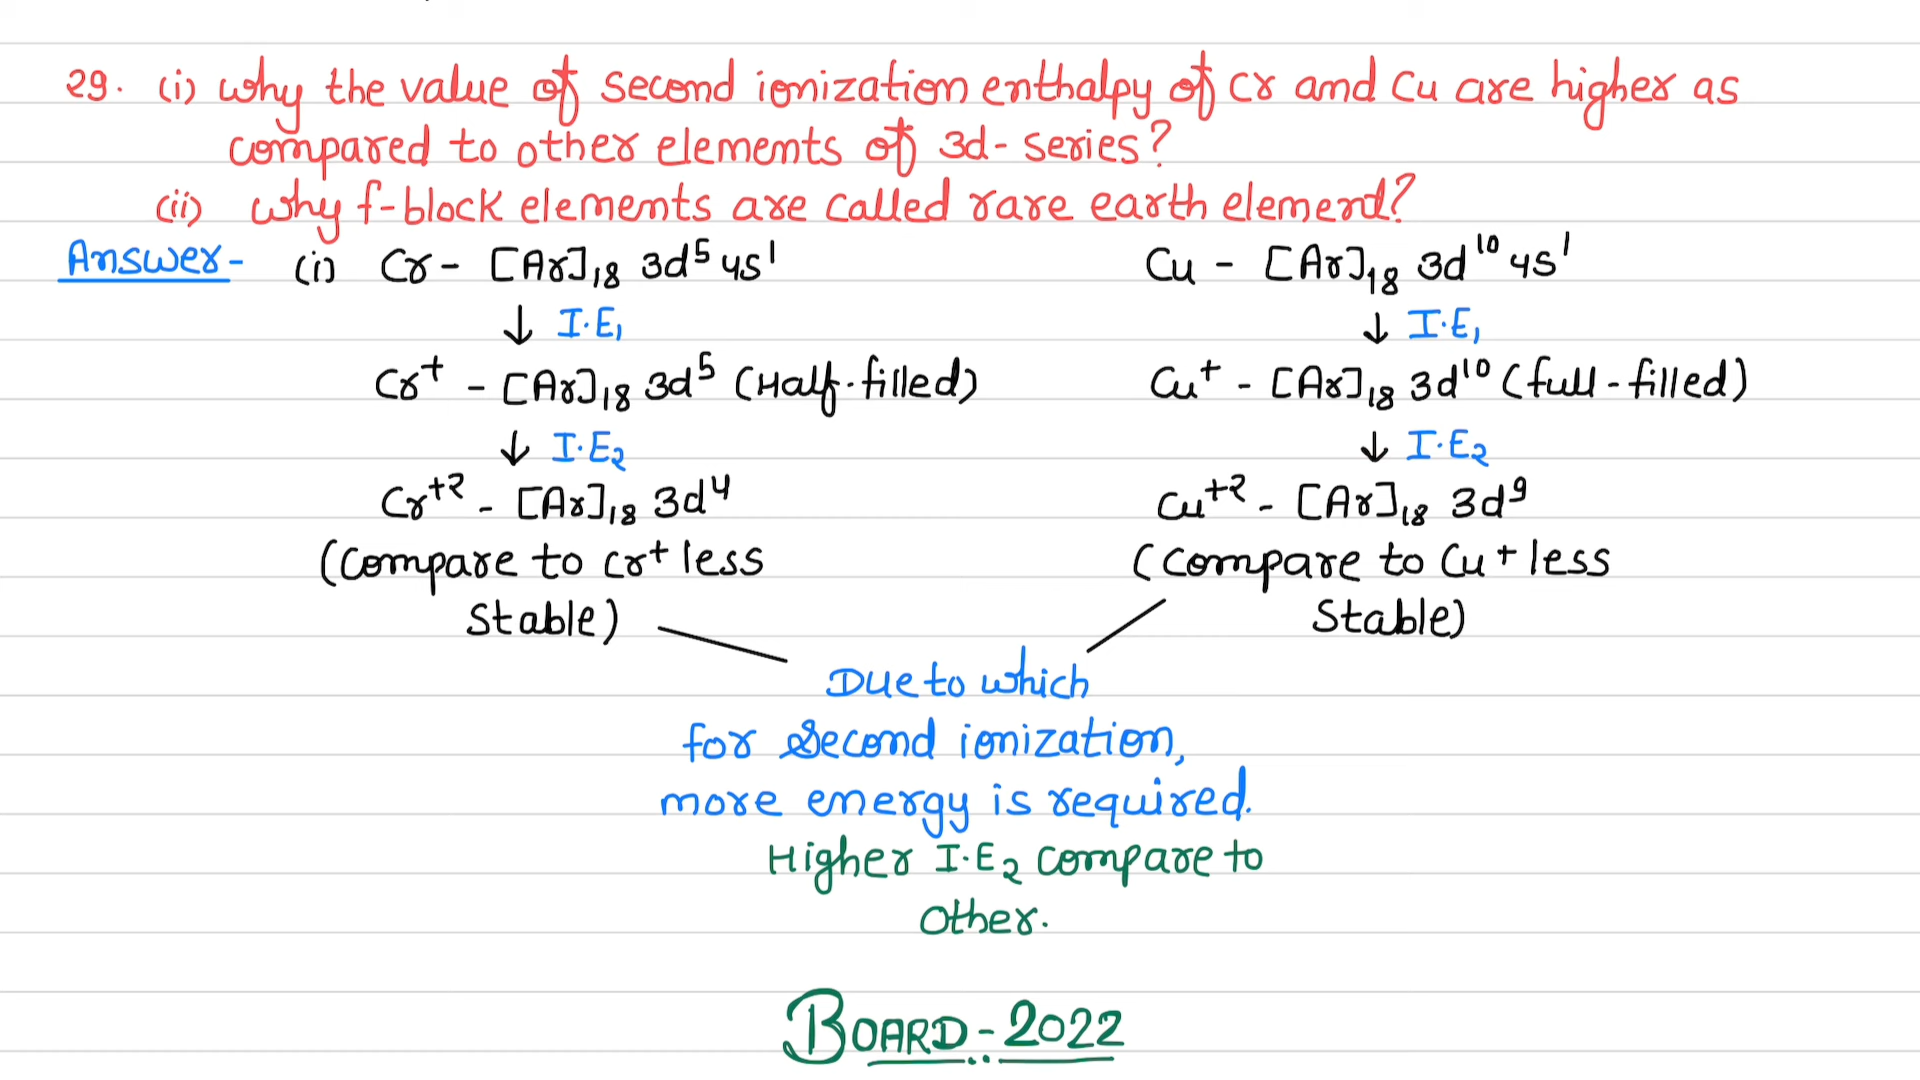 29. (i) why the value of second ionization enthalpy of Cr and Cu are higher as
compared to other elements of 3d-series?
(ii) why f-block elements are called rare earth element?
Answer- (i) Cr - [Ar]₁₈ 3d⁵ 4s¹
Cu - [Ar]₁₈ 3d¹⁰ 4s¹
↓ I.E₁
↓ I.E₁
Cr⁺ - [Ar]₁₈ 3d⁵ (Half-filled)
Cu⁺ - [Ar]₁₈ 3d¹⁰ (full-filled)
↓ I.E₂
↓ I.E₂
Cr⁺² - [Ar]₁₈ 3d⁴
Cu⁺² - [Ar]₁₈ 3d⁹
(Compare to Cr⁺ less
Stable)
(Compare to Cu⁺ less
Stable)
Due to which
for Second ionization,
more energy is required.
Higher I.E₂ Compare to
Other.
BOARD-2022